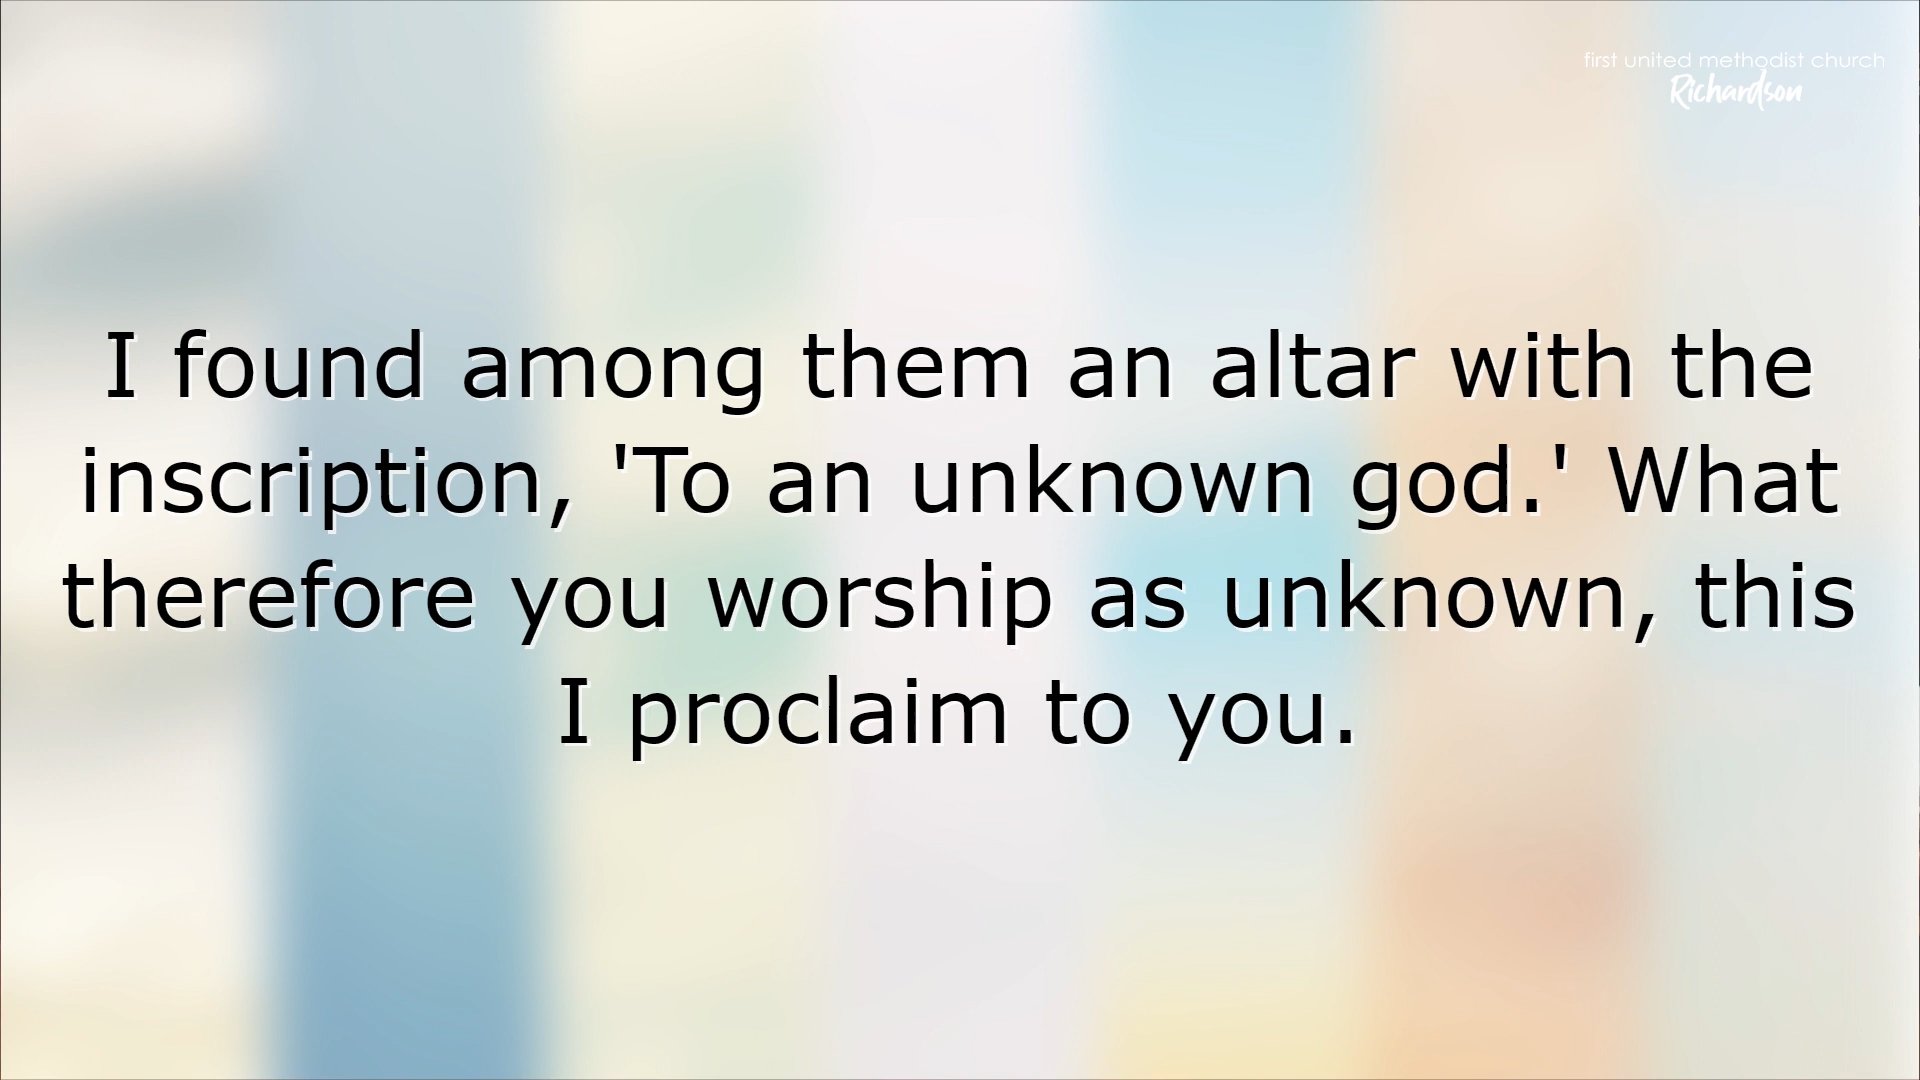 first united methodist church
Richardson
I found among them an altar with the
inscription, 'To an unknown god.' What
therefore you worship as unknown, this
I proclaim to you.